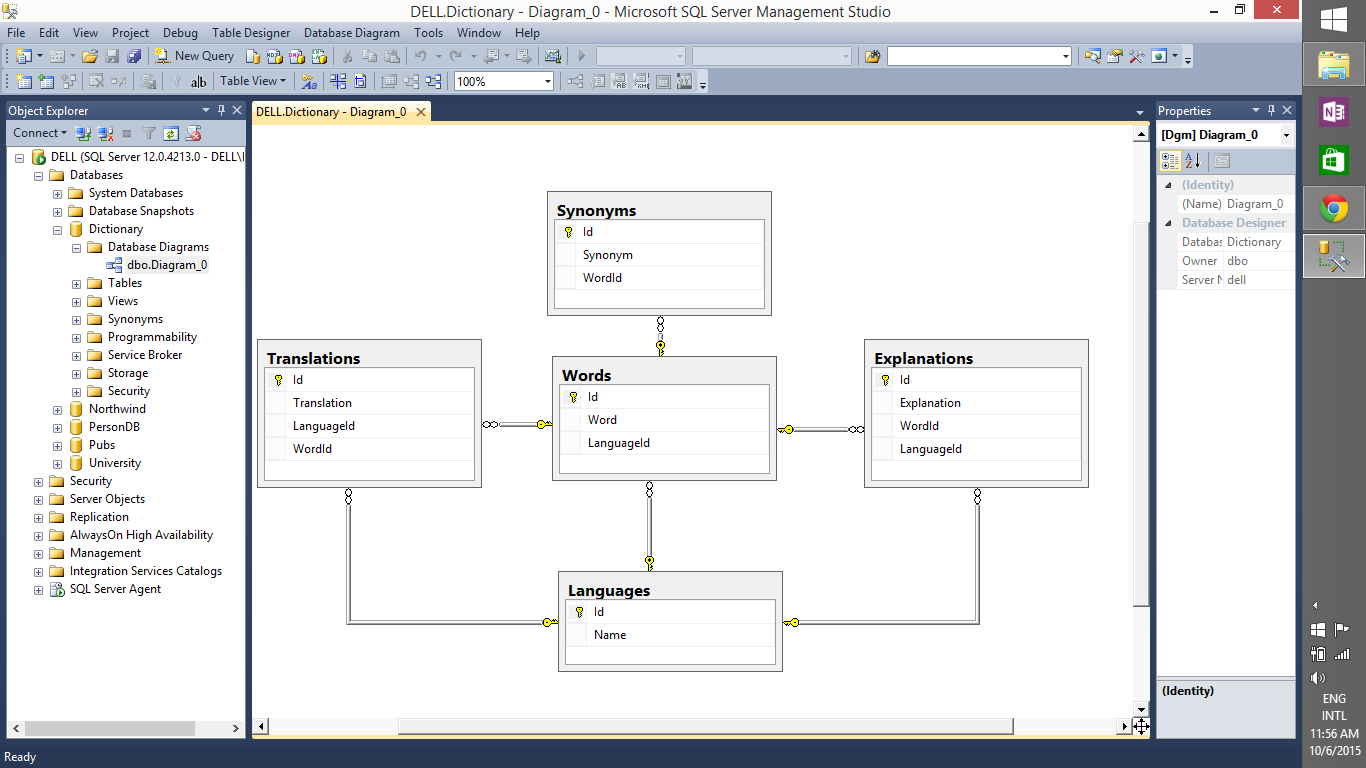 DELL.Dictionary - Diagram_0 - Microsoft SQL Server Management Studio
File Edit View Project Debug Table Designer Database Diagram Tools Window Help
New Query
ab Table View 100%
Object Explorer
Connect
DELL (SQL Server 12.0.4213.0 - DELL\
Databases
System Databases
Database Snapshots
Dictionary
Database Diagrams
dbo.Diagram_0
Tables
Views
Synonyms
Programmability
Service Broker
Storage
Security
Northwind
PersonDB
Pubs
University
Security
Server Objects
Replication
AlwaysOn High Availability
Management
Integration Services Catalogs
SQL Server Agent
DELL.Dictionary - Diagram_0
Synonyms
Id
Synonym
WordId
Translations
Id
Translation
LanguageId
WordId
Words
Id
Word
LanguageId
Explanations
Id
Explanation
WordId
LanguageId
Languages
Id
Name
Properties
[Dgm] Diagram_0
(Identity)
(Name) Diagram_0
Database Designer
Databas Dictionary
Owner dbo
Server N dell
(Identity)
Ready
ENG
INTL
11:56 AM
10/6/2015